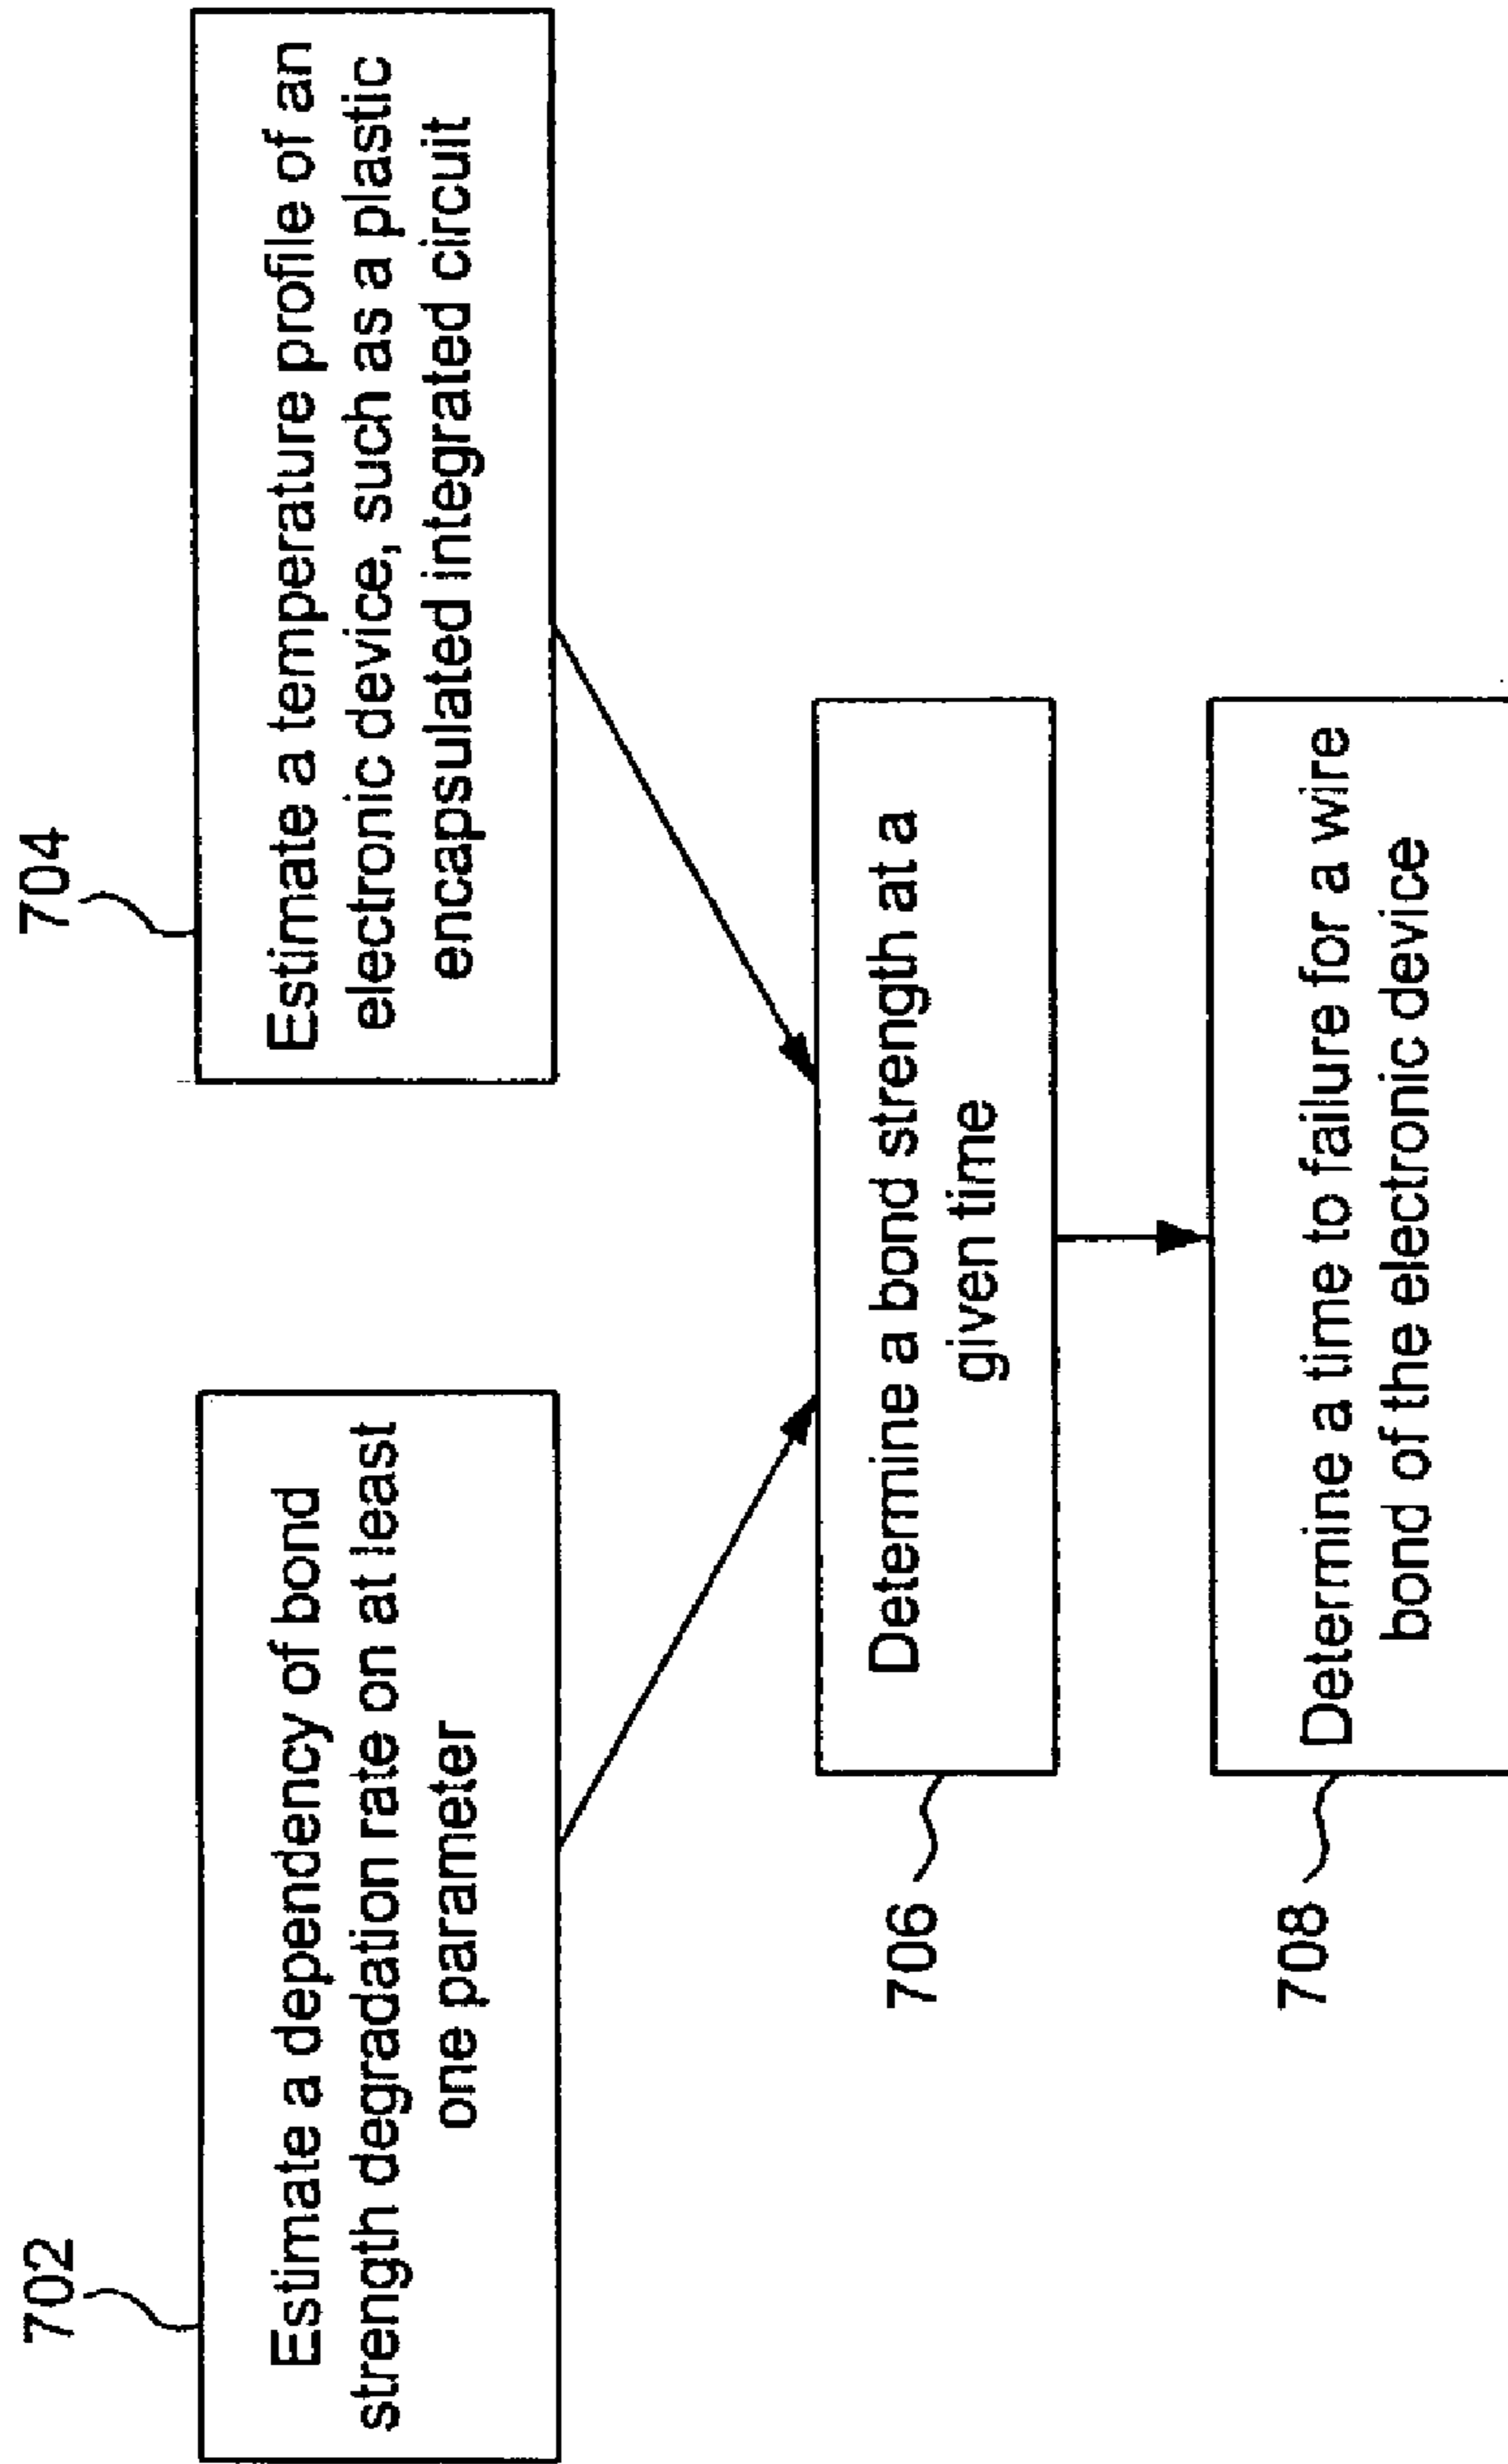 702
Estimate a dependency of bond
strength degradation rate on at least
one parameter
704
Estimate a temperature profile of an
electronic device, such as a plastic
encapsulated integrated circuit
706
Determine a bond strength at a
given time
708
Determine a time to failure for a wire
bond of the electronic device